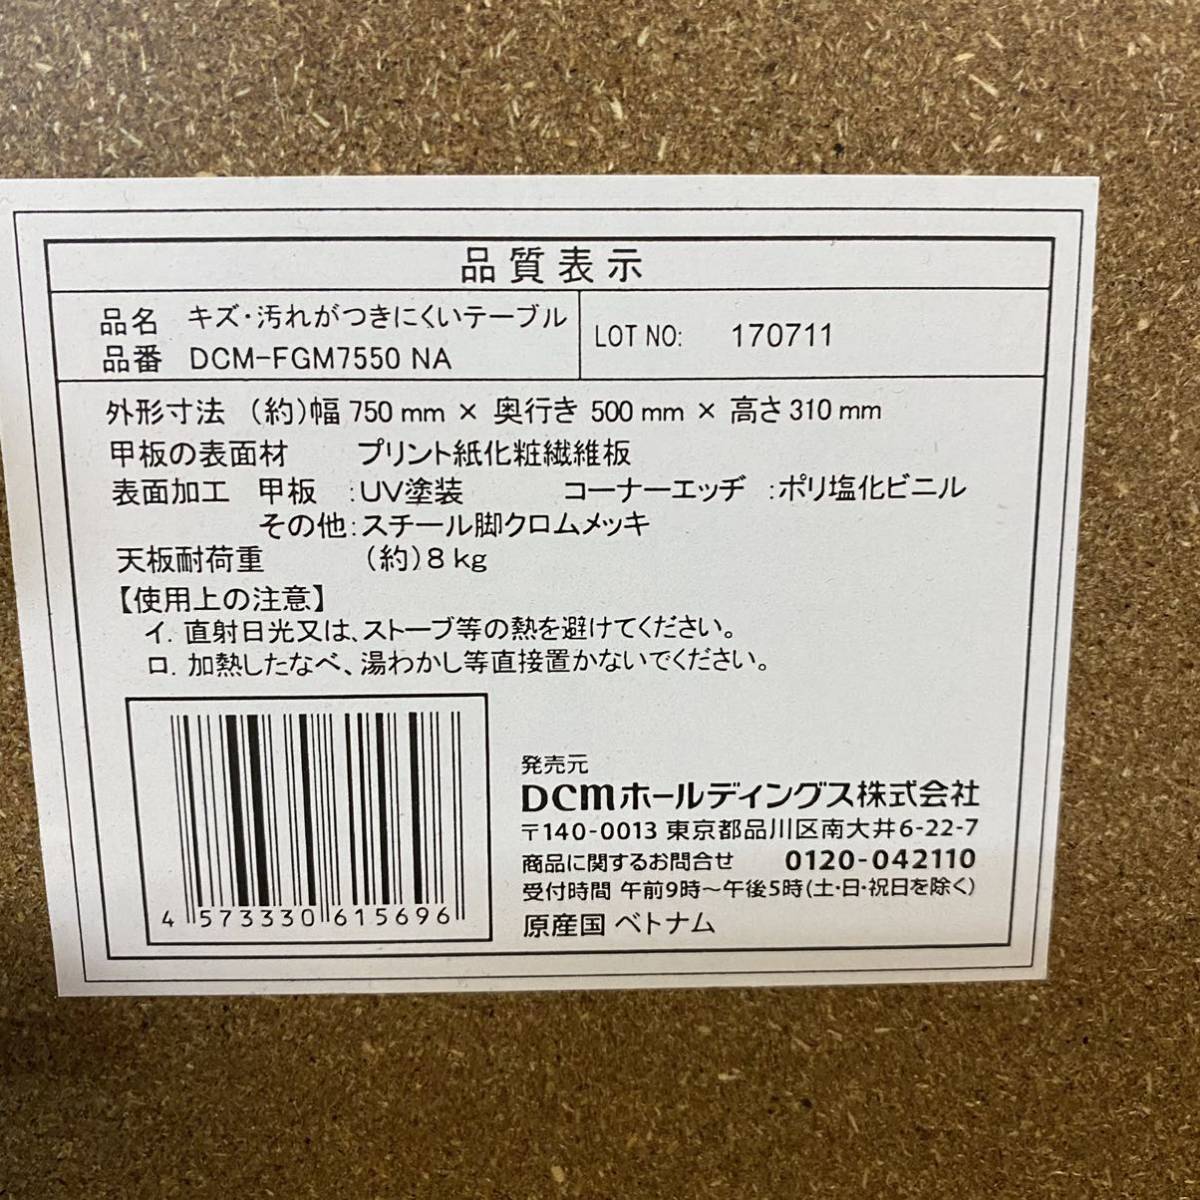 品質表示
品名 キズ・汚れがつきにくいテーブル
品番 DCM-FGM7550 NA
LOT NO: 170711
外形寸法 (約)幅 750 mm × 奥行き 500 mm × 高さ 310 mm
甲板の表面材 プリント紙化粧繊維板
表面加工 甲板 :UV塗装 コーナーエッヂ :ポリ塩化ビニル
その他:スチール脚クロムメッキ
天板耐荷重 (約)8 kg
【使用上の注意】
イ. 直射日光又は、ストーブ等の熱を避けてください。
ロ. 加熱したなべ、湯わかし等直接置かないでください。
4 573330 615696
発売元
DCMホールディングス株式会社
〒140-0013 東京都品川区南大井6-22-7
商品に関するお問合せ 0120-042110
受付時間 午前9時～午後5時(土・日・祝日を除く)
原産国 ベトナム